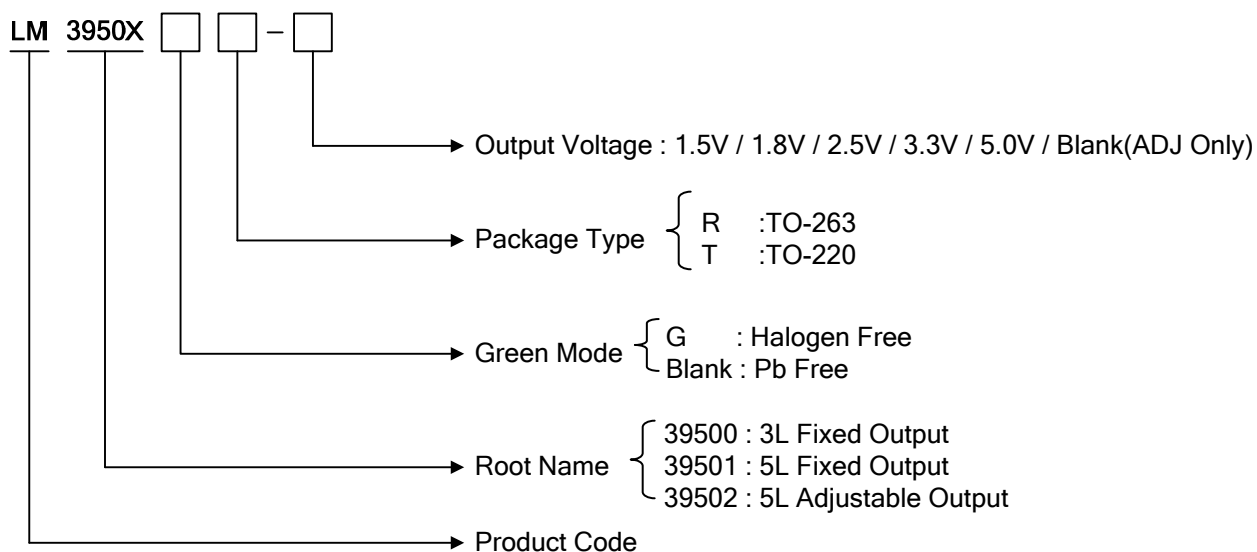 LM 3950X –
Output Voltage : 1.5V / 1.8V / 2.5V / 3.3V / 5.0V / Blank(ADJ Only)
Package Type
R :TO-263
T :TO-220
Green Mode
G : Halogen Free
Blank : Pb Free
Root Name
39500 : 3L Fixed Output
39501 : 5L Fixed Output
39502 : 5L Adjustable Output
Product Code